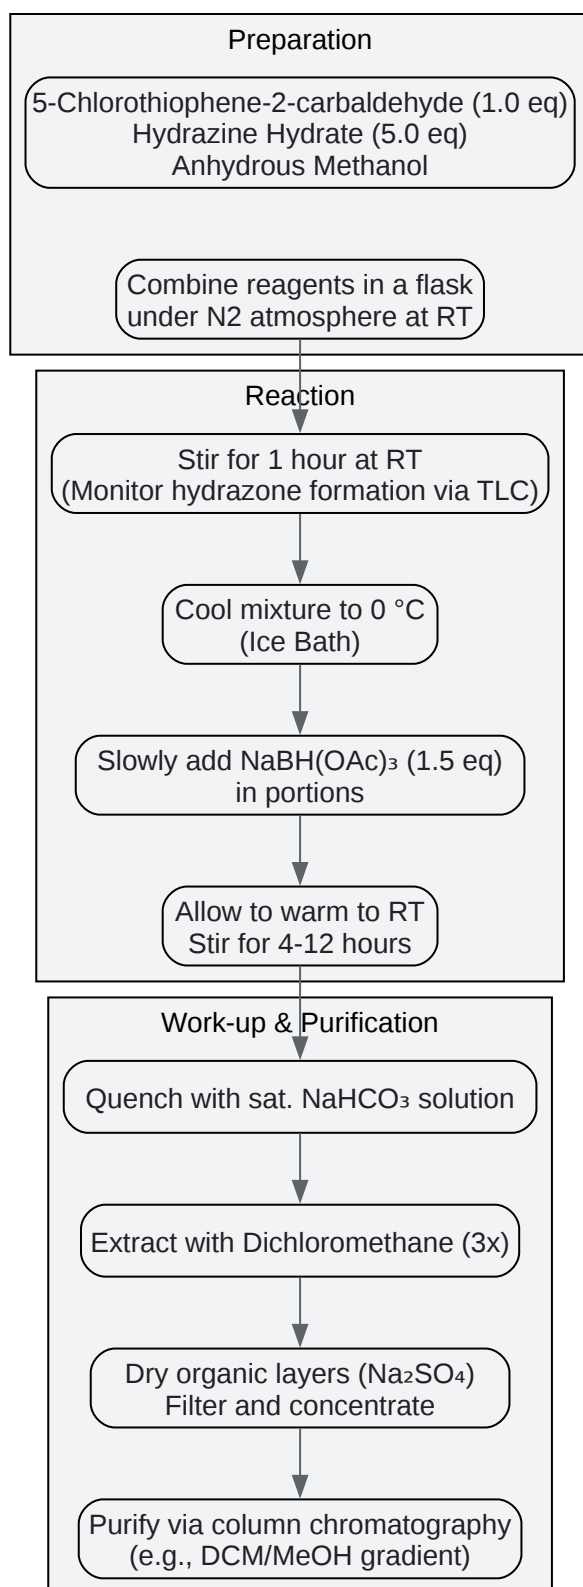 Preparation
5-Chlorothiophene-2-carbaldehyde (1.0 eq)
Hydrazine Hydrate (5.0 eq)
Anhydrous Methanol
Combine reagents in a flask
under N2 atmosphere at RT
Reaction
Stir for 1 hour at RT
(Monitor hydrazone formation via TLC)
Cool mixture to 0 °C
(Ice Bath)
Slowly add NaBH(OAc)₃ (1.5 eq)
in portions
Allow to warm to RT
Stir for 4-12 hours
Work-up & Purification
Quench with sat. NaHCO₃ solution
Extract with Dichloromethane (3x)
Dry organic layers (Na₂SO₄)
Filter and concentrate
Purify via column chromatography
(e.g., DCM/MeOH gradient)